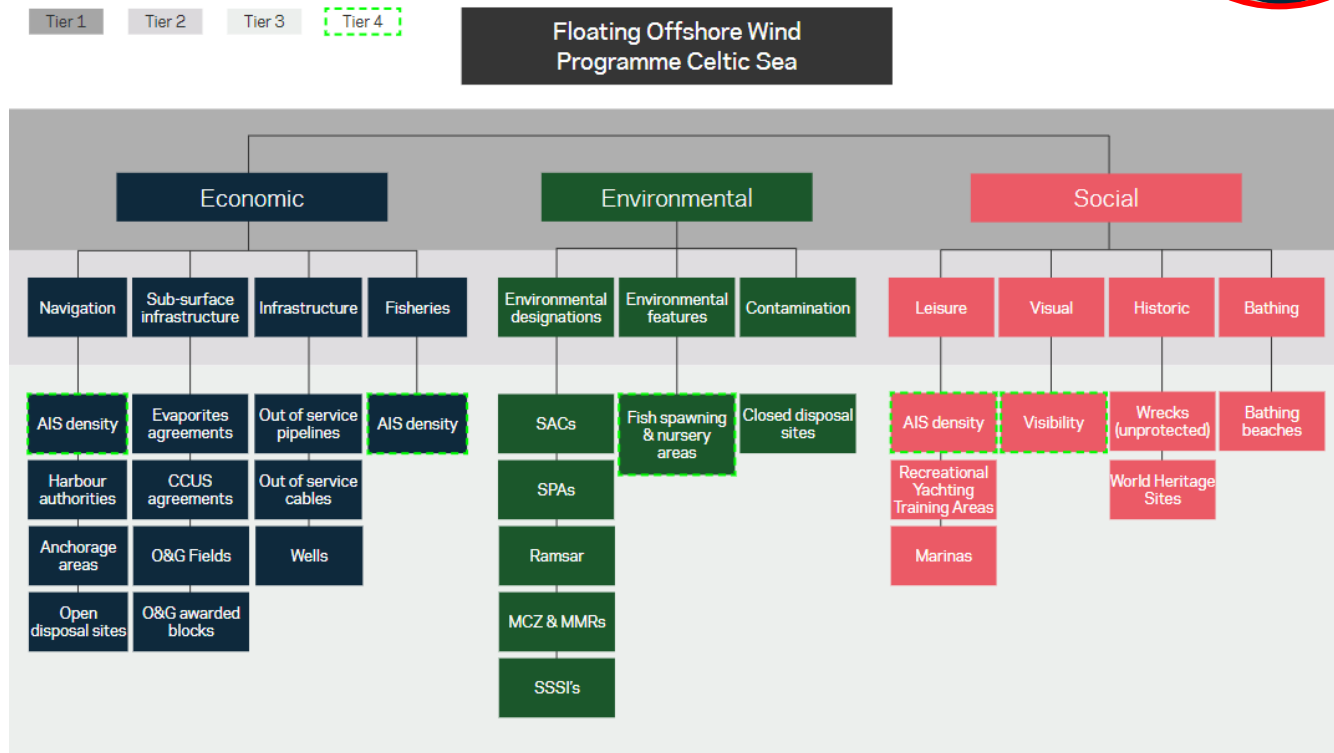 Tier 1
Tier 2
Tier 3
Tier 4
Floating Offshore Wind
Programme Celtic Sea
Economic
Environmental
Social
Navigation
Sub-surface
infrastructure
Infrastructure
Fisheries
Environmental
designations
Environmental
features
Contamination
Leisure
Visual
Historic
Bathing
AIS density
Harbour
authorities
Anchorage
areas
Open
disposal sites
Evaporites
agreements
CCUS
agreements
O&G Fields
O&G awarded
blocks
Out of service
pipelines
Out of service
cables
Wells
AIS density
SACs
SPAs
Ramsar
MCZ & MMRs
SSSI's
Fish spawning
& nursery
areas
Closed disposal
sites
AIS density
Recreational
Yachting
Training Areas
Marinas
Visibility
Wrecks
(unprotected)
World Heritage
Sites
Bathing
beaches